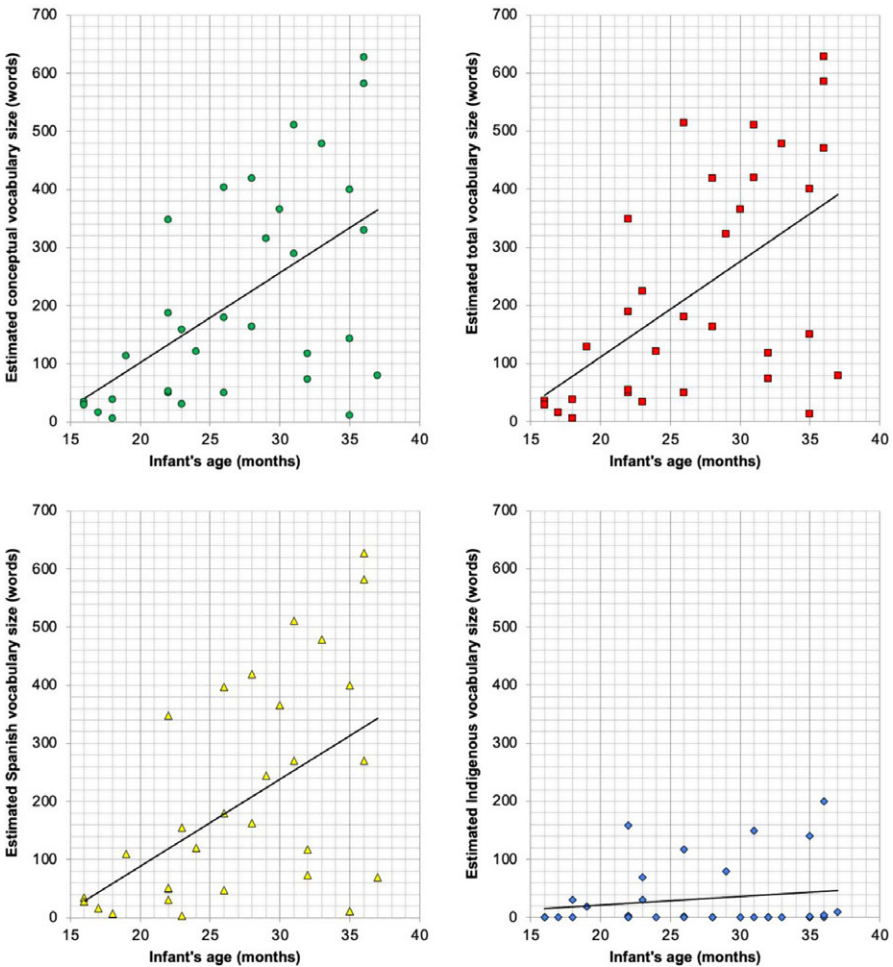 700
600
500
400
300
200
100
0
15 20 25 30 35 40
Infant's age (months)
Estimated conceptual vocabulary size (words)
700
600
500
400
300
200
100
0
15 20 25 30 35 40
Infant's age (months)
Estimated total vocabulary size (words)
700
600
500
400
300
200
100
0
15 20 25 30 35 40
Infant's age (months)
Estimated Spanish vocabulary size (words)
700
600
500
400
300
200
100
0
15 20 25 30 35 40
Infant's age (months)
Estimated Indigenous vocabulary size (words)